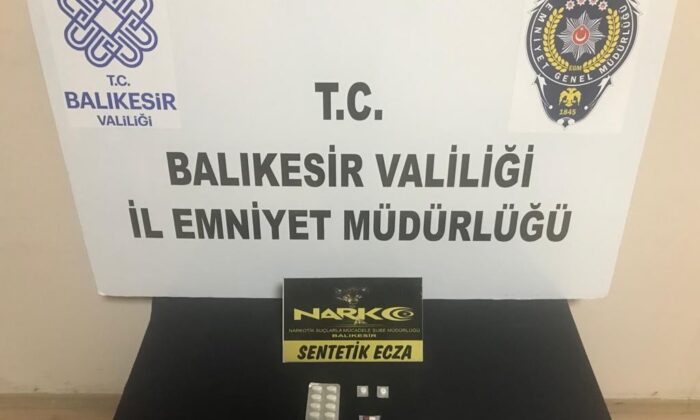 T.C.
BALIKESİR
VALİLİĞİ
EMNİYET GENEL MÜDÜRLÜĞÜ
EGM
1845
T.C.
BALIKESİR VALİLİĞİ
İL EMNİYET MÜDÜRLÜĞÜ
NARKO
NARKOTİK SUÇLARLA MÜCADELE ŞUBE MÜDÜRLÜĞÜ
BALIKESİR
SENTETİK ECZA